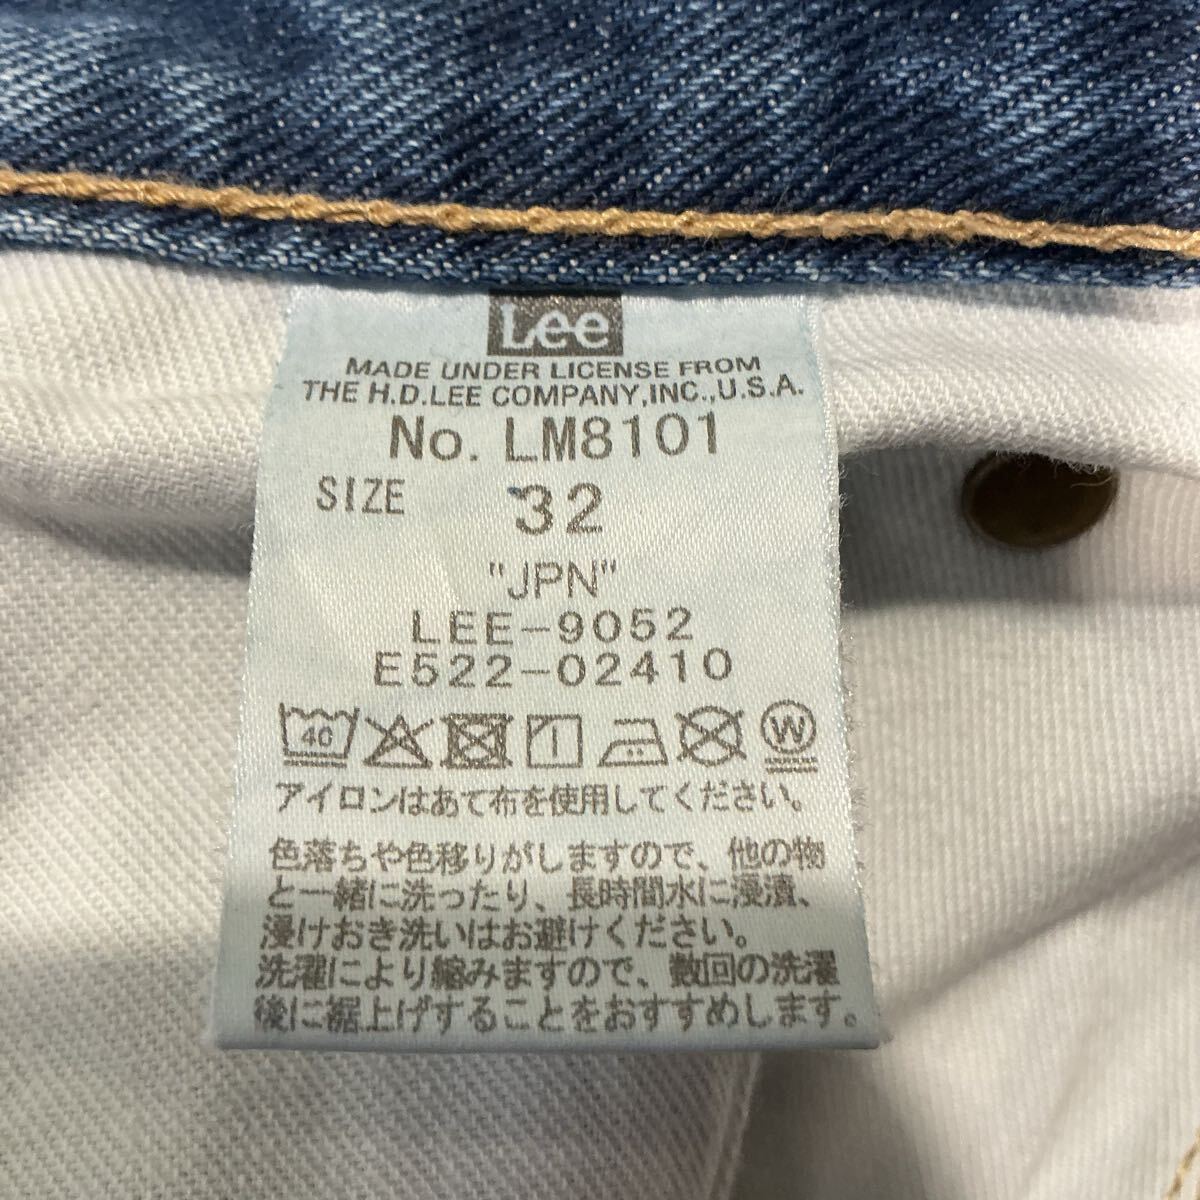 Lee
MADE UNDER LICENSE FROM
THE H.D.LEE COMPANY,INC.,U.S.A.
No. LM8101
SIZE 32
"JPN"
LEE-9052
E522-02410
40 W
アイロンはあて布を使用してください。
色落ちや色移りがしますので、他の物
と一緒に洗ったり、長時間水に浸漬、
浸けおき洗いはお避けください。
洗濯により縮みますので、数回の洗濯
後に裾上げすることをおすすめします。